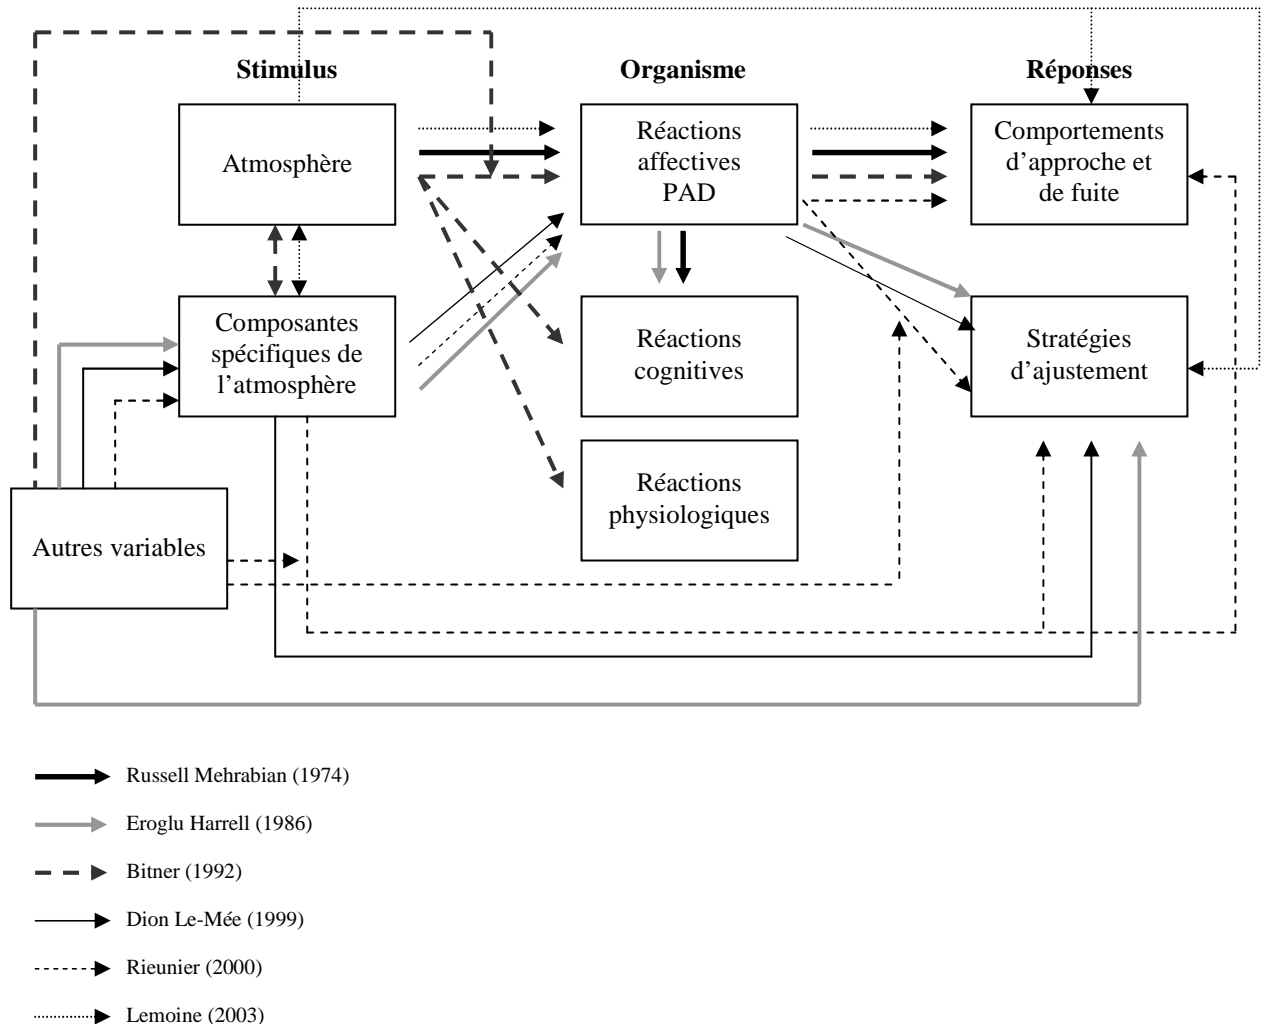 Stimulus
Organisme
Réponses
Atmosphère
Réactions
affectives
PAD
Comportements
d’approche et
de fuite
Composantes
spécifiques de
l’atmosphère
Réactions
cognitives
Stratégies
d’ajustement
Réactions
physiologiques
Autres variables
Russell Mehrabian (1974)
Eroglu Harrell (1986)
Bitner (1992)
Dion Le-Mée (1999)
Rieunier (2000)
Lemoine (2003)